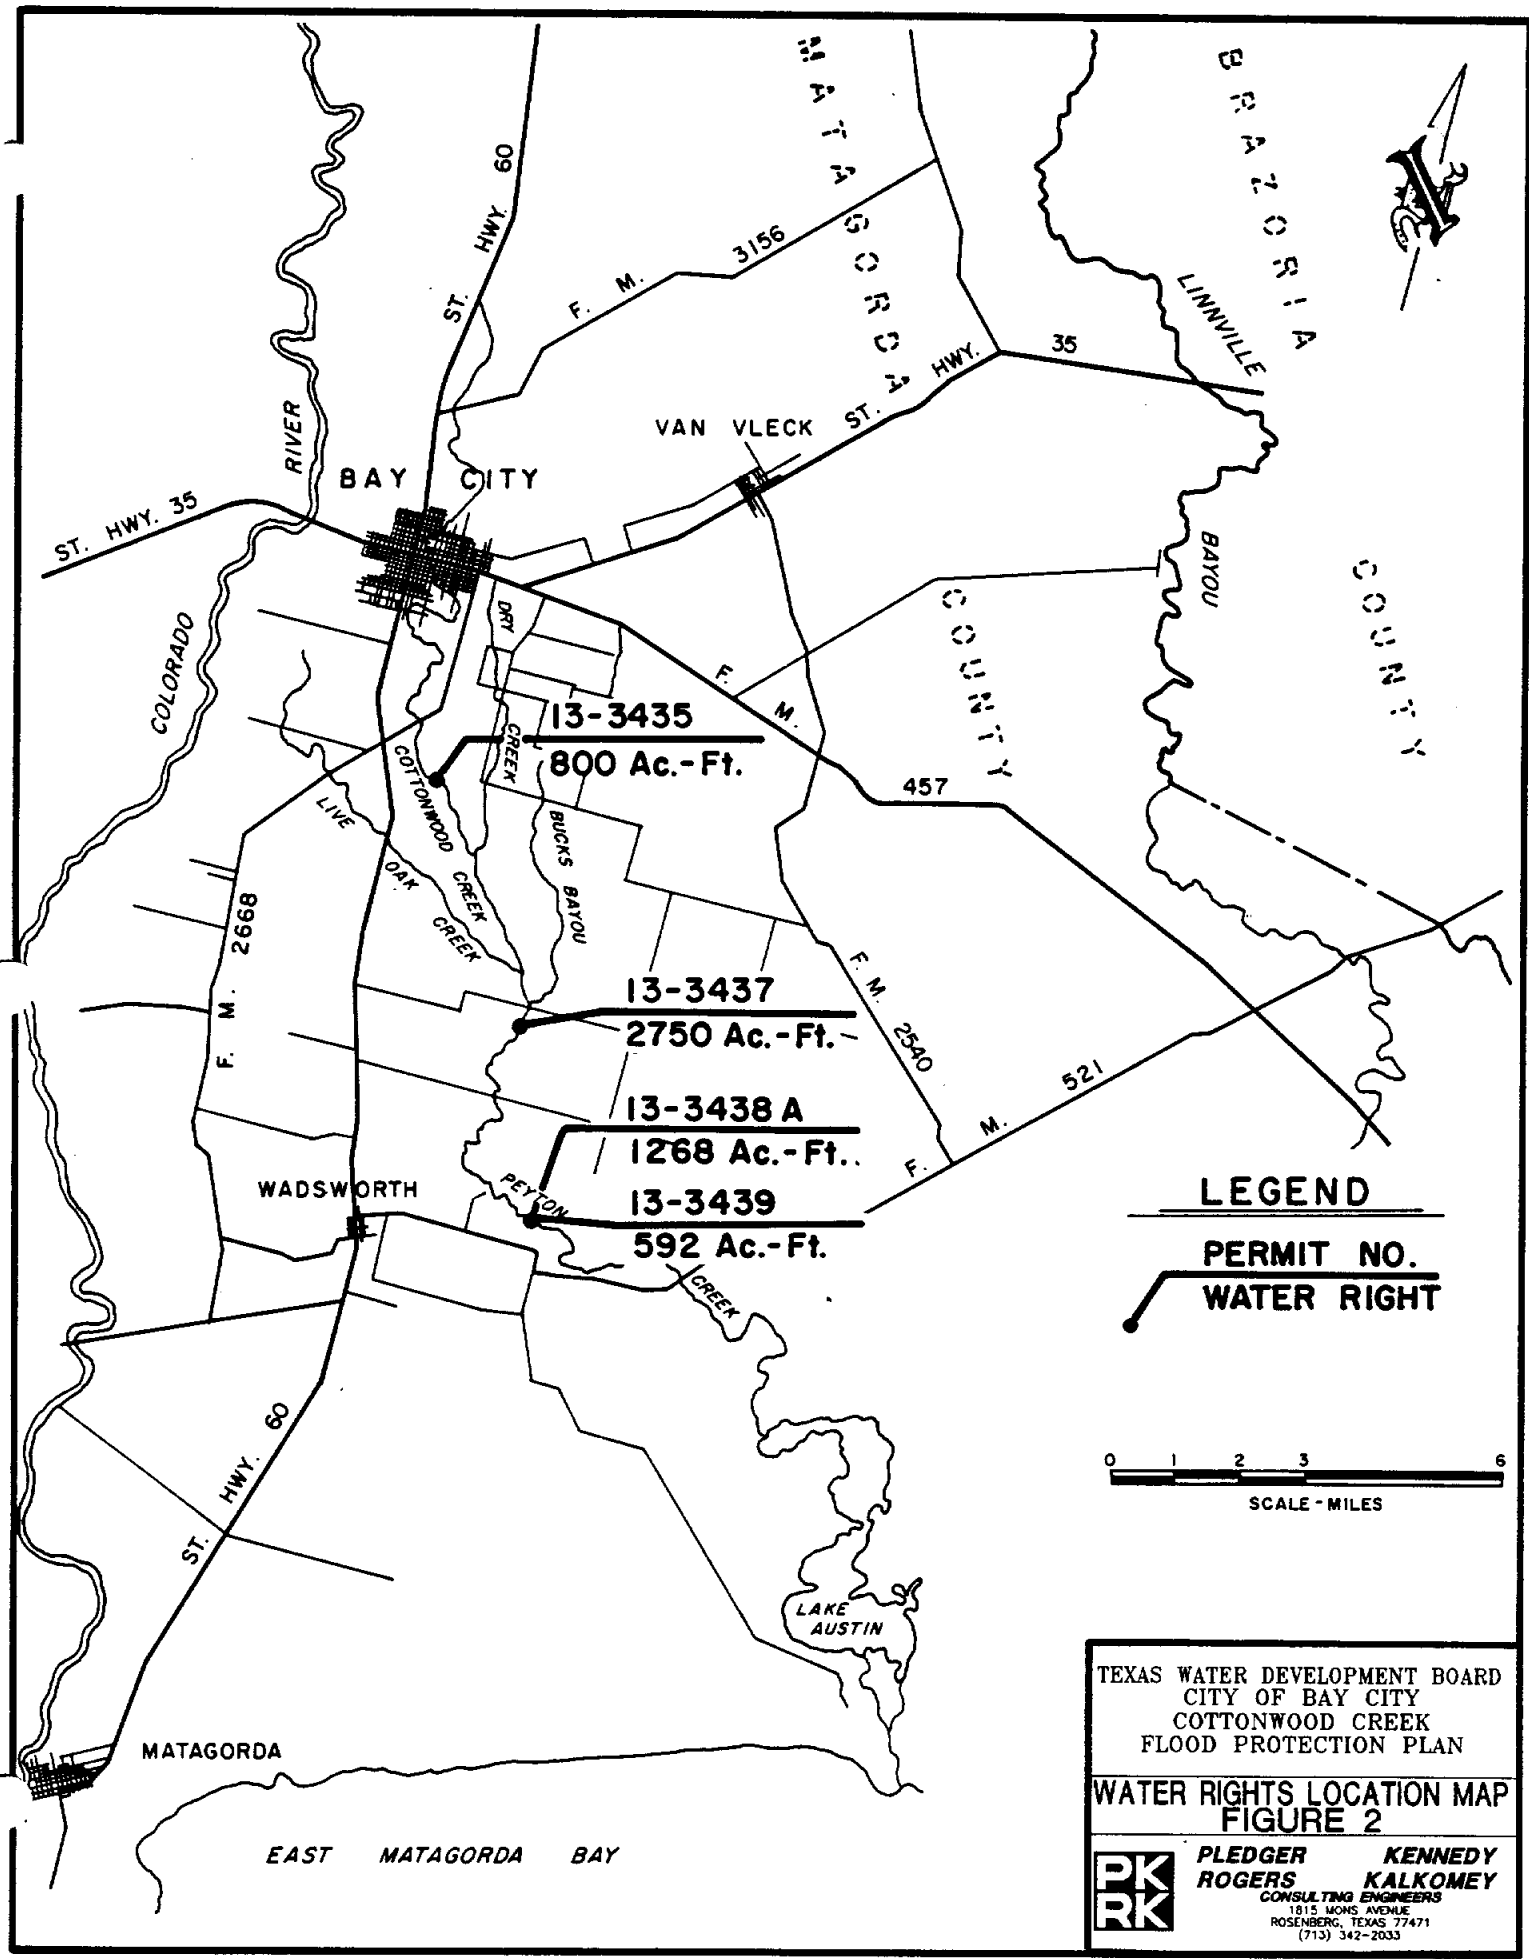 MATAGORDA
BRAZORIA
N
ST. HWY. 60
F. M. 3156
LINNVILLE
ST. HWY. 35
RIVER
VAN VLECK
BAY CITY
ST. HWY. 35
BAYOU
COUNTY
COUNTY
DRY
COLORADO
F. M.
457
13-3435
800 Ac.-Ft.
CREEK
COTTONWOOD
CREEK
LIVE
OAK
CREEK
BUCKS BAYOU
F. M. 2668
13-3437
2750 Ac.-Ft.
F. M. 2540
F. M. 521
13-3438 A
1268 Ac.-Ft.
WADSWORTH
PEYTON
13-3439
592 Ac.-Ft.
CREEK
LEGEND
PERMIT NO.
WATER RIGHT
ST. HWY. 60
0 1 2 3 6
SCALE - MILES
LAKE
AUSTIN
MATAGORDA
EAST MATAGORDA BAY
TEXAS WATER DEVELOPMENT BOARD
CITY OF BAY CITY
COTTONWOOD CREEK
FLOOD PROTECTION PLAN
WATER RIGHTS LOCATION MAP
FIGURE 2
PK
RK
PLEDGER KENNEDY
ROGERS KALKOMEY
CONSULTING ENGINEERS
1815 MONS AVENUE
ROSENBERG, TEXAS 77471
(713) 342-2033